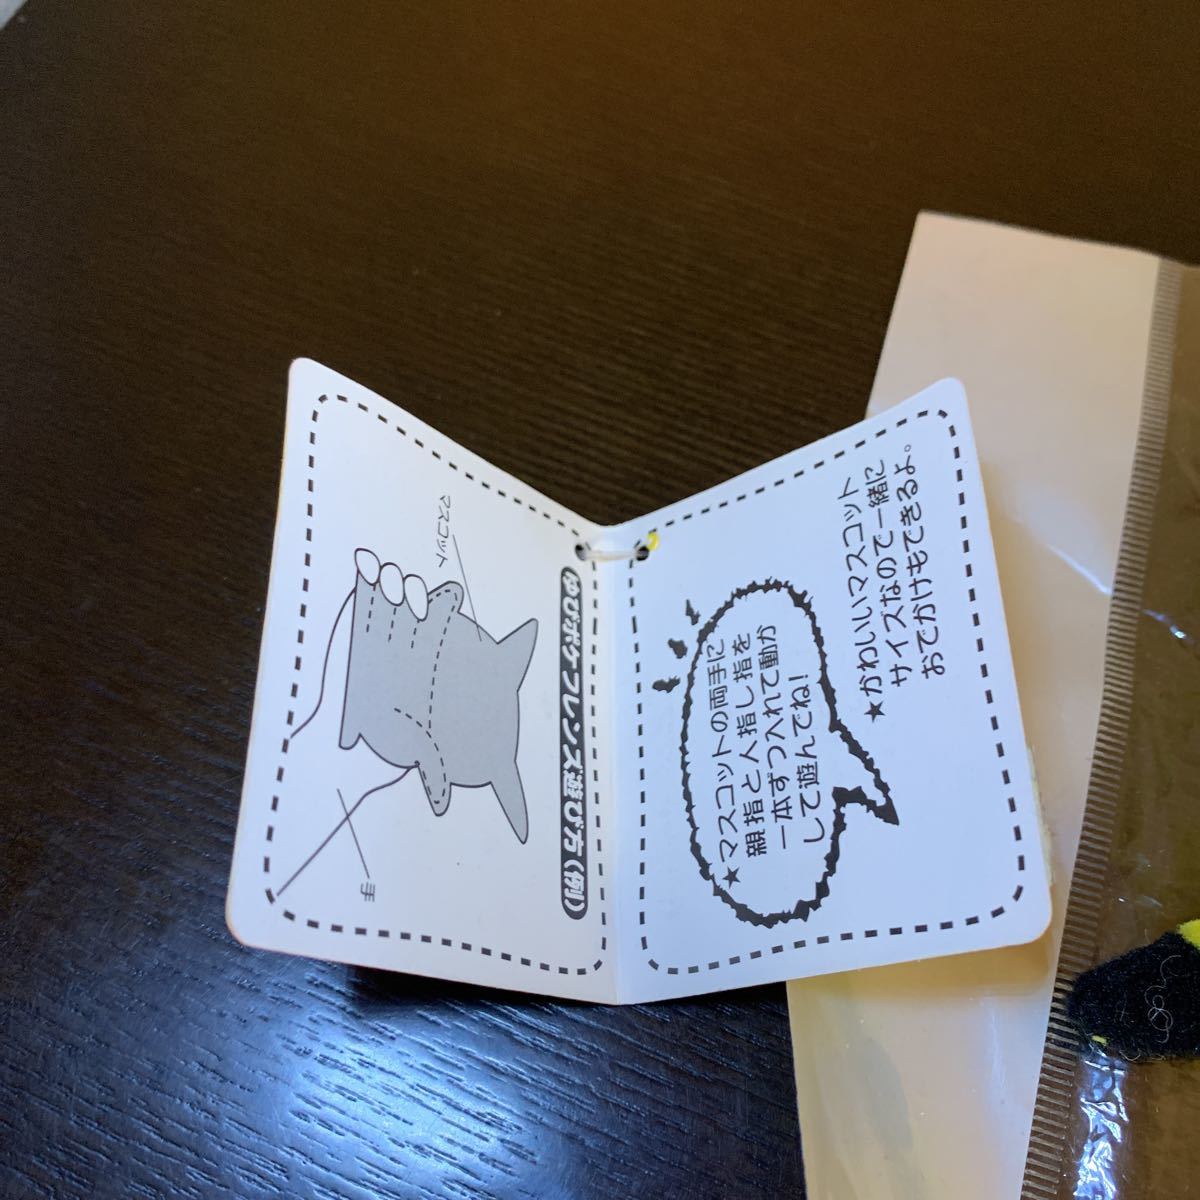 ゆびポケフレンズ遊び方(例)
マスコット
手
★マスコットの両手に
親指と人指し指を
一本ずつ入れて動か
して遊んでね!
★かわいいマスコット
サイズなので一緒に
おでかけもできるよ。